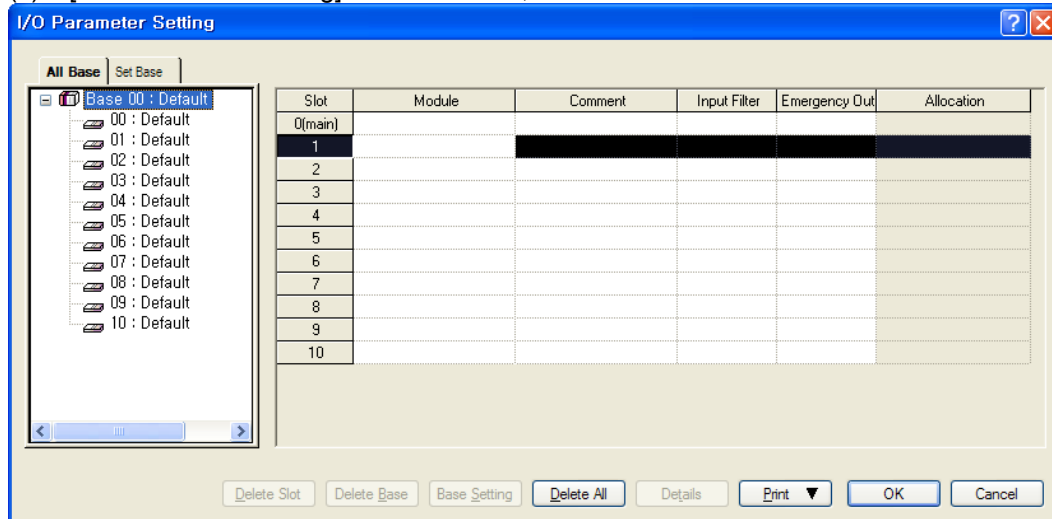 I/O Parameter Setting
All Base Set Base
Base 00 : Default
00 : Default
01 : Default
02 : Default
03 : Default
04 : Default
05 : Default
06 : Default
07 : Default
08 : Default
09 : Default
10 : Default
Slot Module Comment Input Filter Emergency Out Allocation
0(main)
1
2
3
4
5
6
7
8
9
10
Delete Slot Delete Base Base Setting Delete All Details Print ▼ OK Cancel